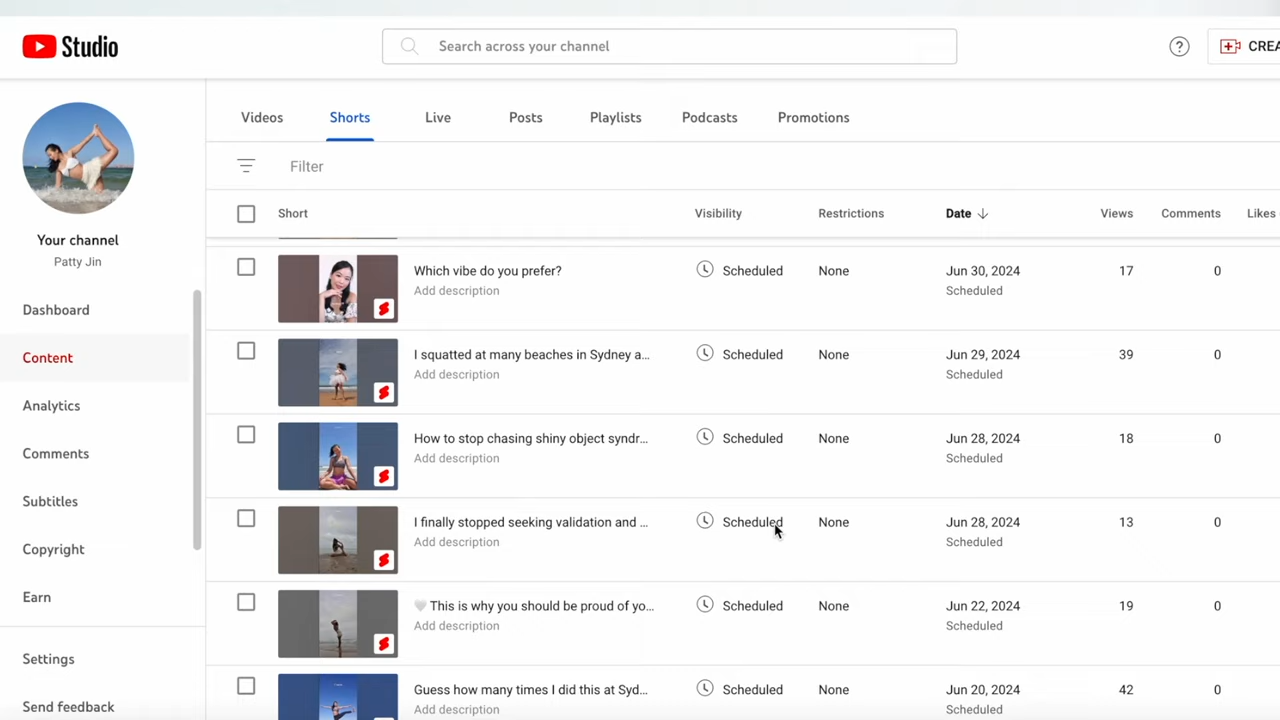 Studio
Search across your channel
CREA
Your channel
Patty Jin
Dashboard
Content
Analytics
Comments
Subtitles
Copyright
Earn
Settings
Send feedback
Videos Shorts Live Posts Playlists Podcasts Promotions
Filter
Short Visibility Restrictions Date Views Comments Likes
Which vibe do you prefer? Scheduled None Jun 30, 2024 17 0
Add description Scheduled
I squatted at many beaches in Sydney a... Scheduled None Jun 29, 2024 39 0
Add description Scheduled
How to stop chasing shiny object syndr... Scheduled None Jun 28, 2024 18 0
Add description Scheduled
I finally stopped seeking validation and ... Scheduled None Jun 28, 2024 13 0
Add description Scheduled
🤍 This is why you should be proud of yo... Scheduled None Jun 22, 2024 19 0
Add description Scheduled
Guess how many times I did this at Syd... Scheduled None Jun 20, 2024 42 0
Add description Scheduled